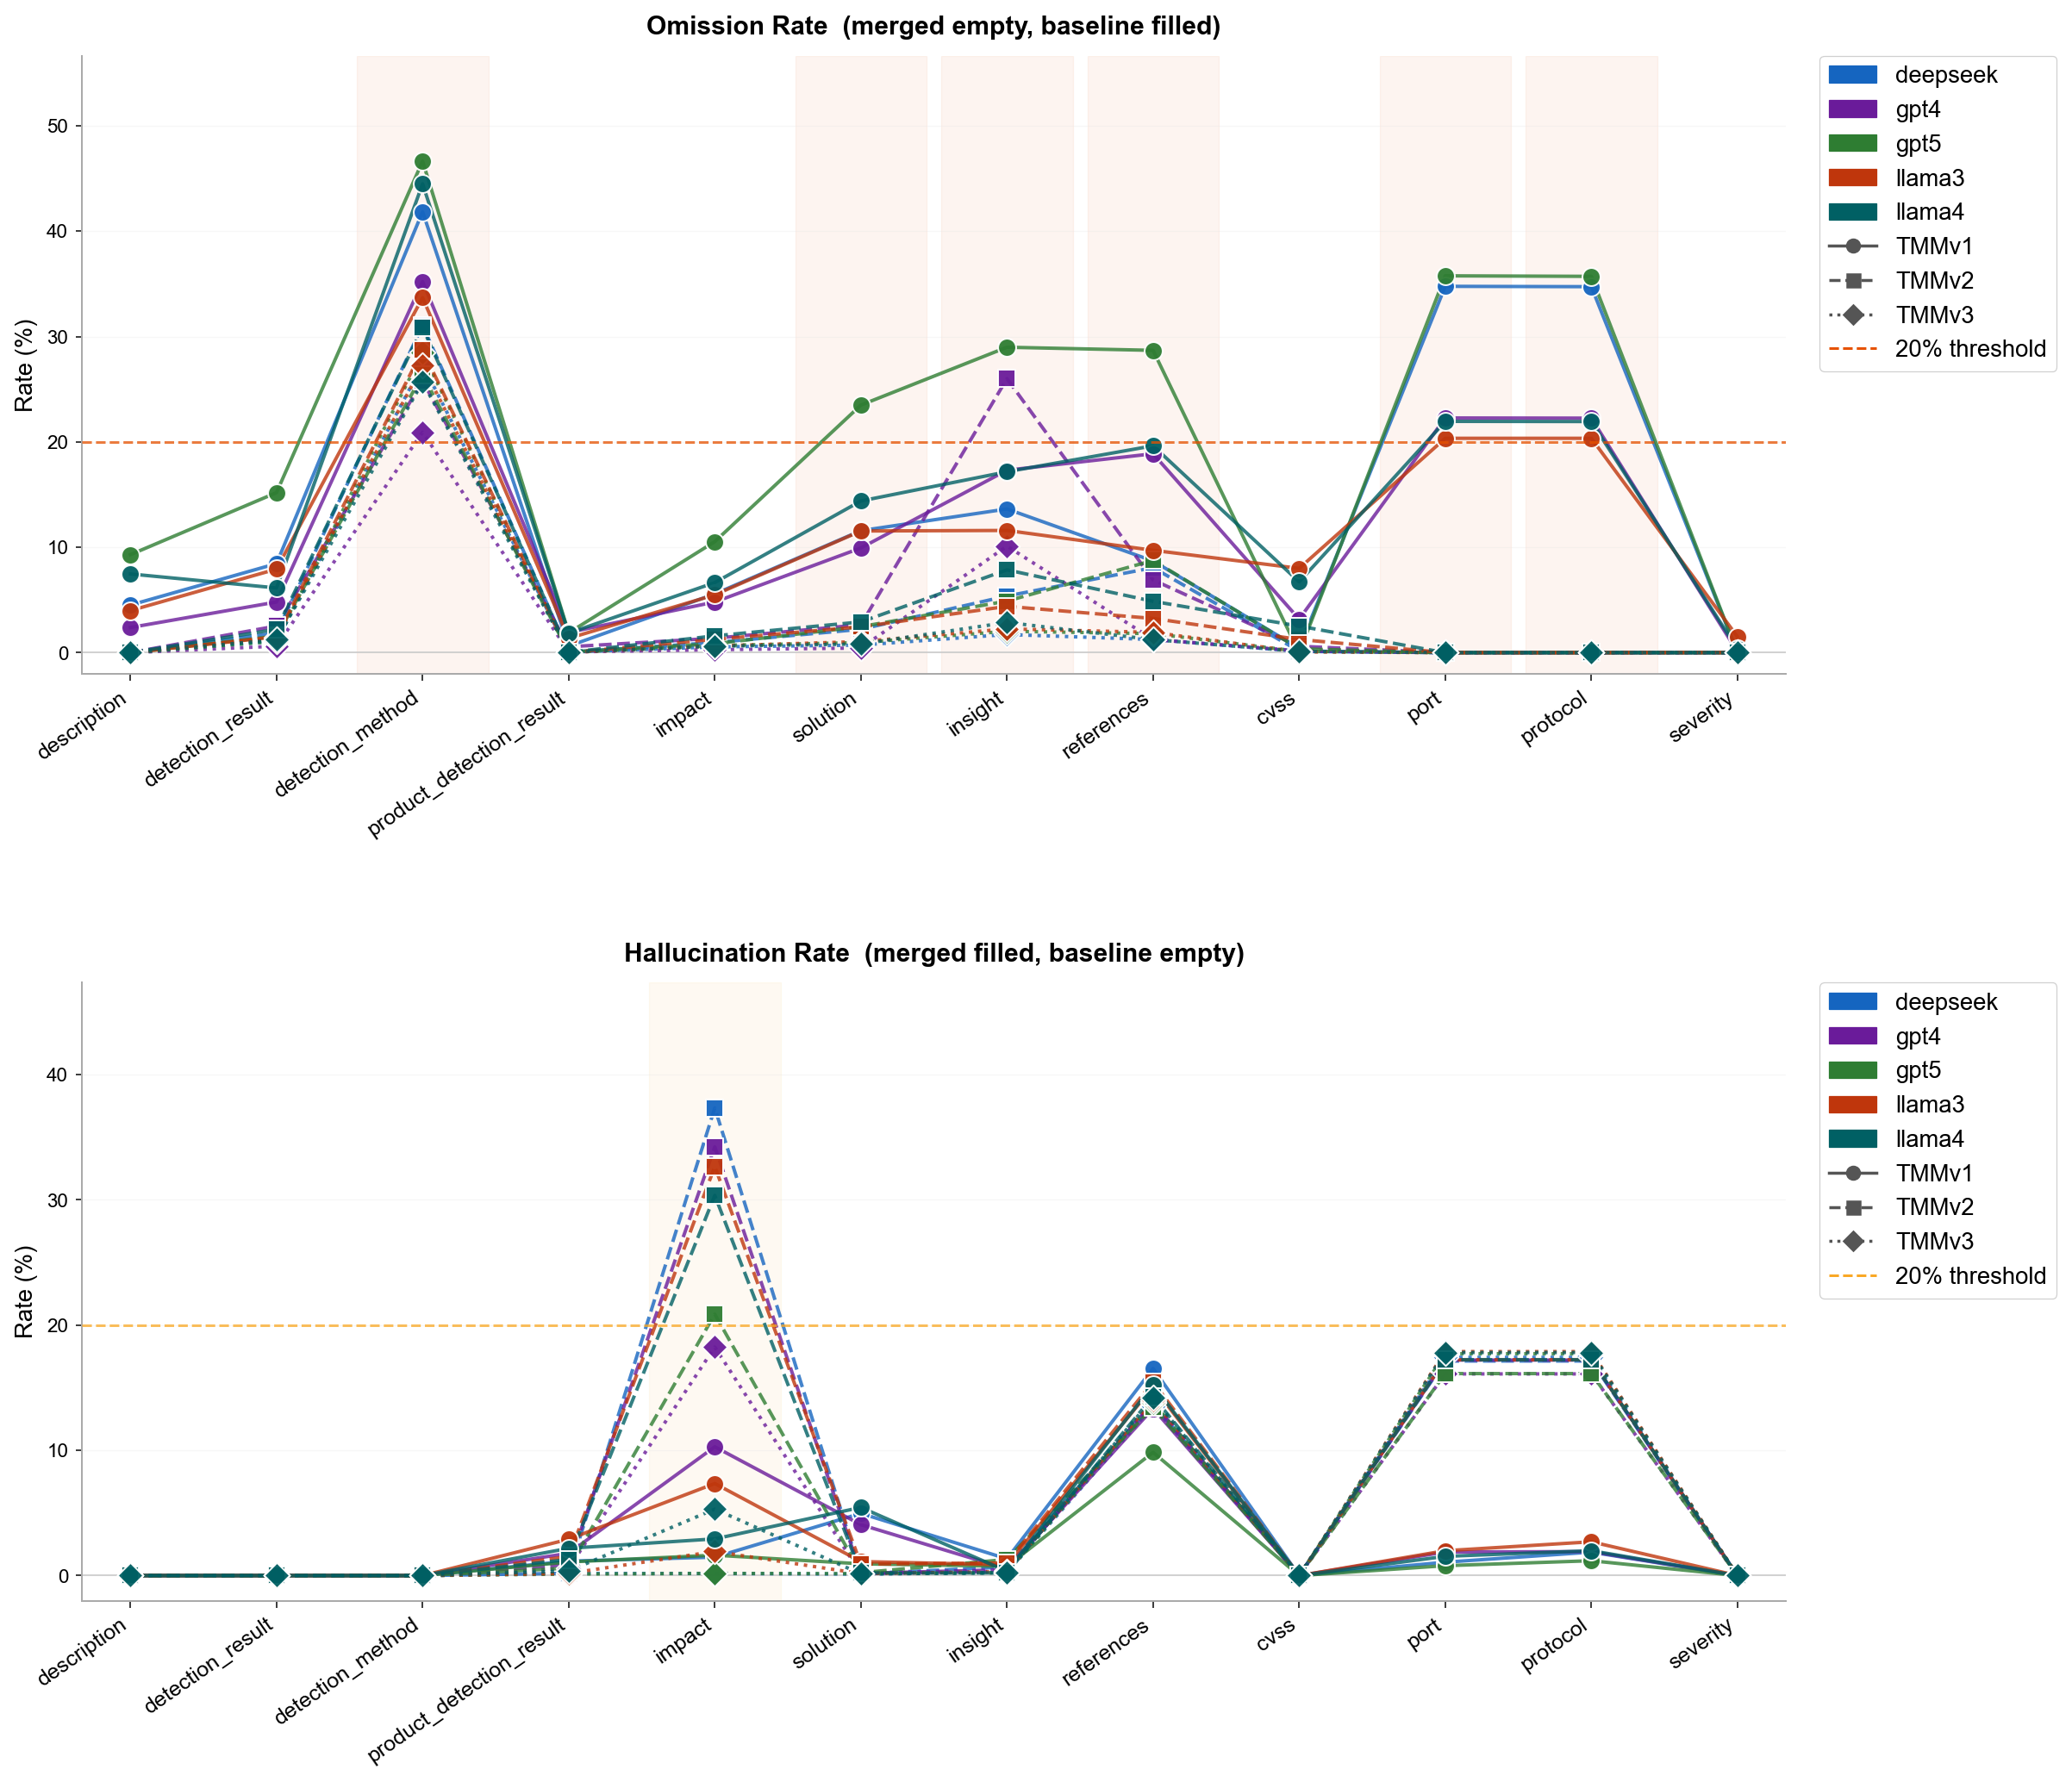 Omission Rate  (merged empty, baseline filled)
Rate (%)
50
40
30
20
10
0
description
detection_result
detection_method
product_detection_result
impact
solution
insight
references
cvss
port
protocol
severity
deepseek
gpt4
gpt5
llama3
llama4
TMMv1
TMMv2
TMMv3
20% threshold
Hallucination Rate  (merged filled, baseline empty)
Rate (%)
40
30
20
10
0
description
detection_result
detection_method
product_detection_result
impact
solution
insight
references
cvss
port
protocol
severity
deepseek
gpt4
gpt5
llama3
llama4
TMMv1
TMMv2
TMMv3
20% threshold